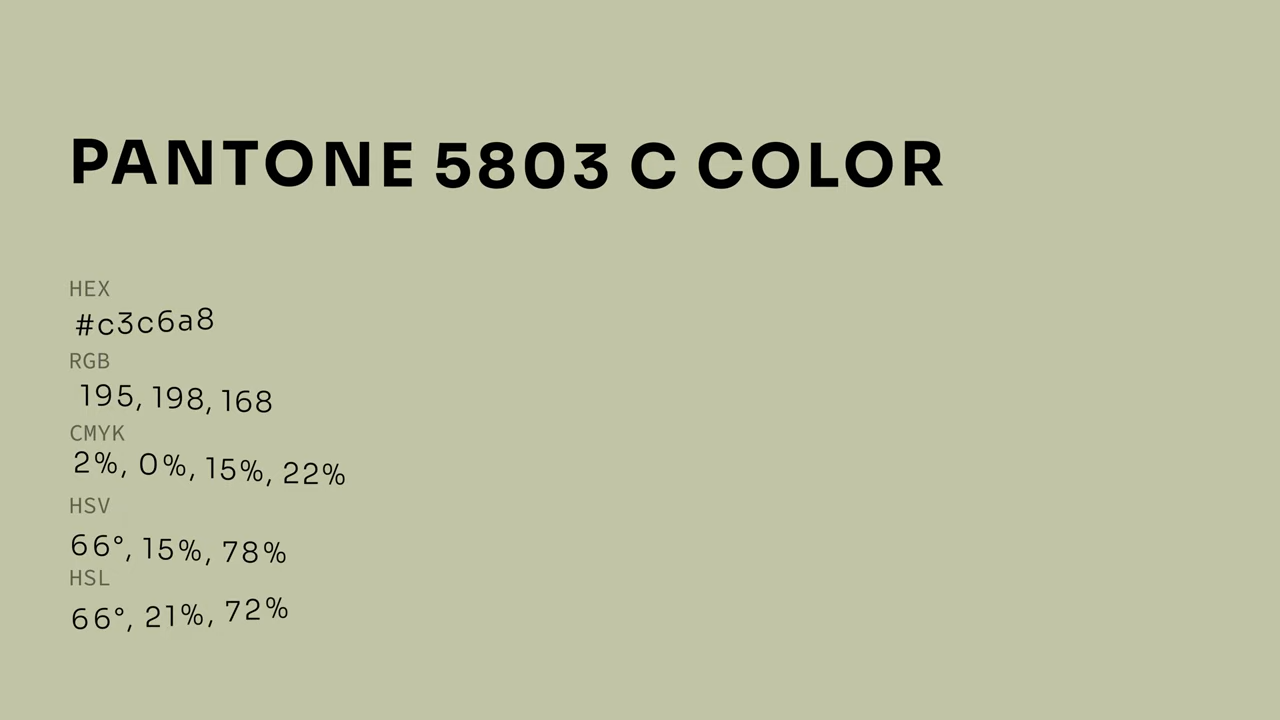 PANTONE 5803 C COLOR
HEX
#c3c6a8
RGB
195, 198, 168
CMYK
2%, 0%, 15%, 22%
HSV
66°, 15%, 78%
HSL
66°, 21%, 72%